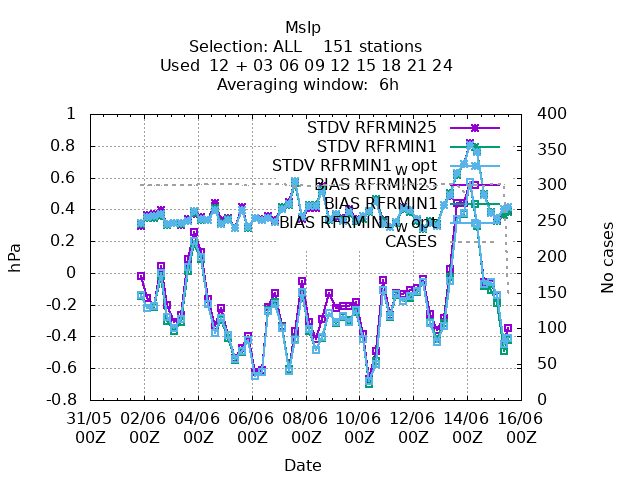 Mslp
Selection: ALL 151 stations
Used 12 + 03 06 09 12 15 18 21 24
Averaging window: 6h
1
0.8
0.6
0.4
0.2
0
-0.2
-0.4
-0.6
-0.8
hPa
400
350
300
250
200
150
100
50
0
No cases
STDV RFRMIN25
STDV RFRMIN1
STDV RFRMIN1_w opt
BIAS RFRMIN25
BIAS RFRMIN1
BIAS RFRMIN1_w opt
CASES
31/05 02/06 04/06 06/06 08/06 10/06 12/06 14/06 16/06
00Z 00Z 00Z 00Z 00Z 00Z 00Z 00Z 00Z
Date